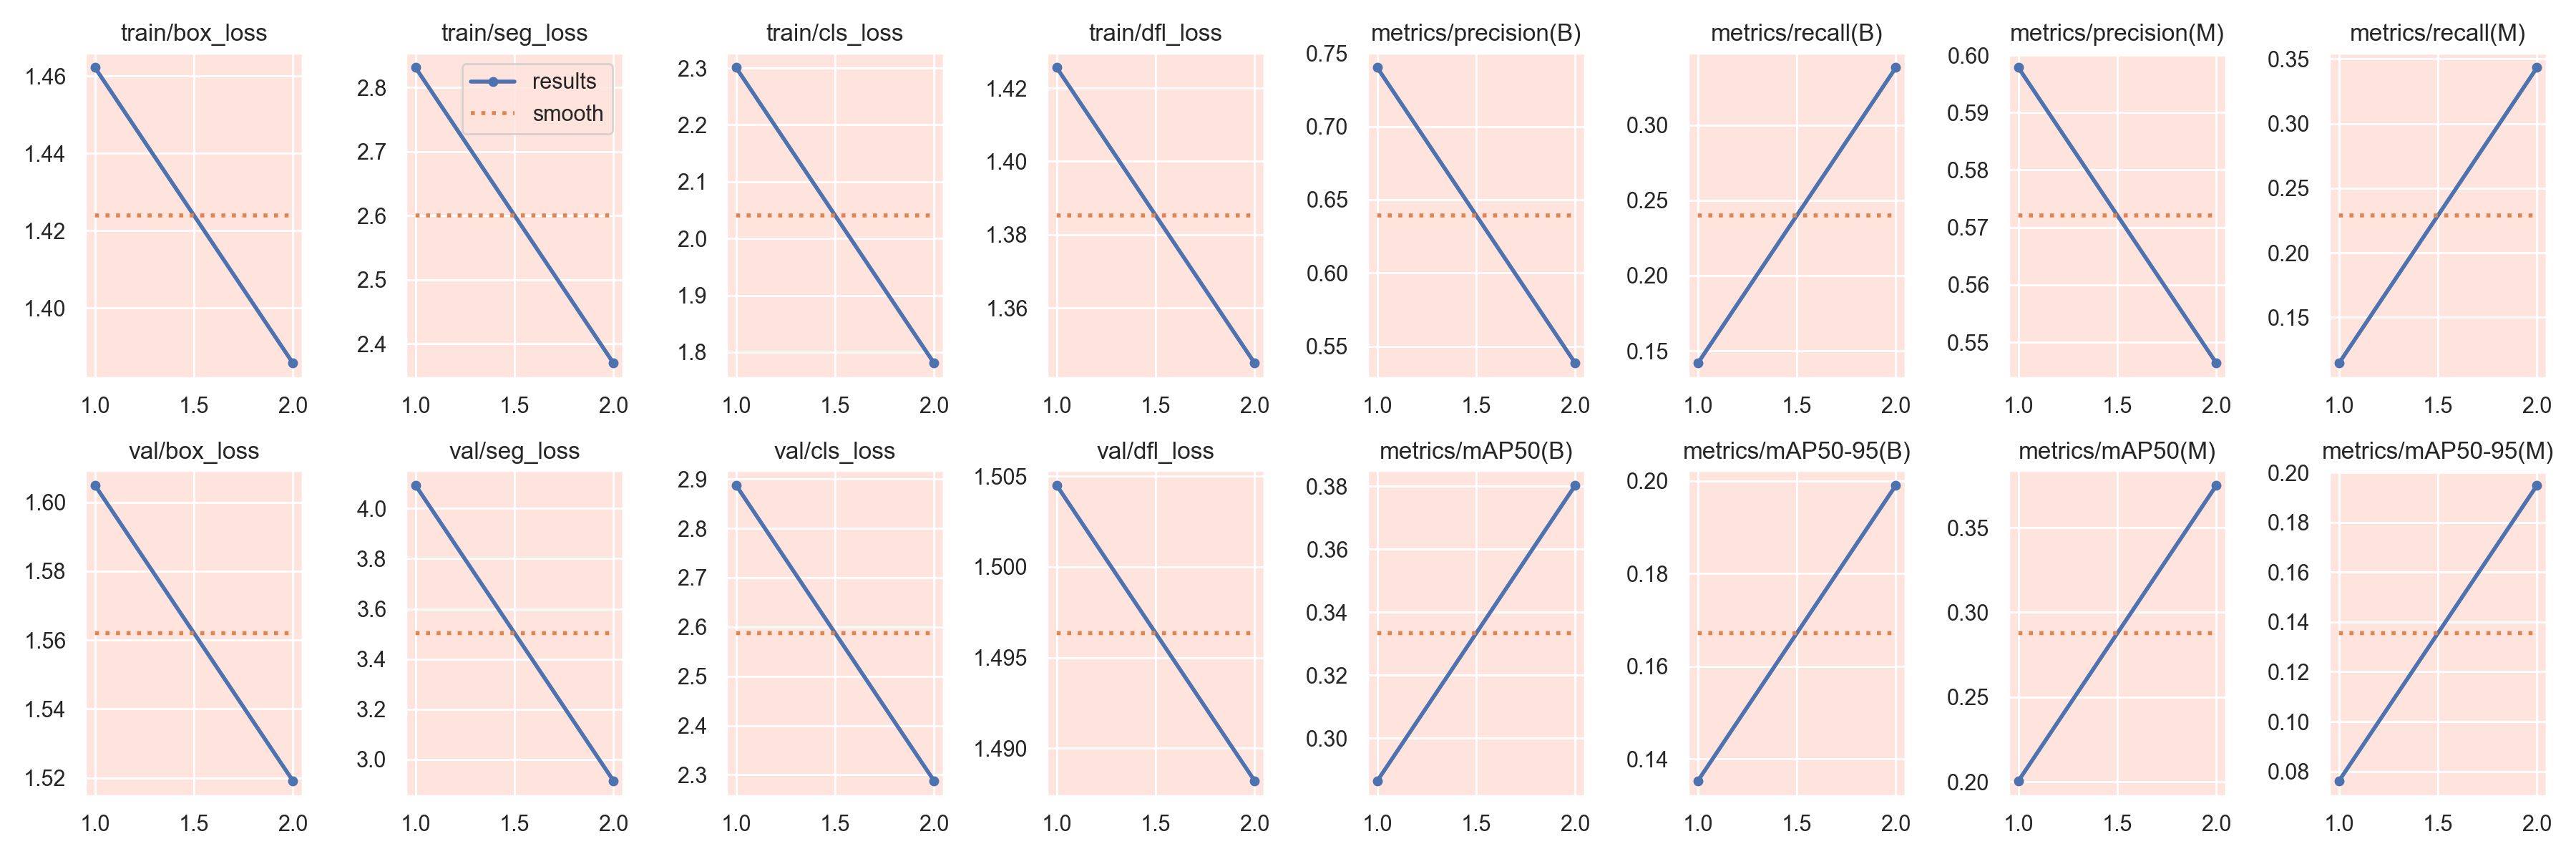 train/box_loss
1.46
1.44
1.42
1.40
1.0 1.5 2.0
train/seg_loss
results
smooth
2.8
2.7
2.6
2.5
2.4
1.0 1.5 2.0
train/cls_loss
2.3
2.2
2.1
2.0
1.9
1.8
1.0 1.5 2.0
train/dfl_loss
1.42
1.40
1.38
1.36
1.0 1.5 2.0
metrics/precision(B)
0.75
0.70
0.65
0.60
0.55
1.0 1.5 2.0
metrics/recall(B)
0.30
0.25
0.20
0.15
1.0 1.5 2.0
metrics/precision(M)
0.60
0.59
0.58
0.57
0.56
0.55
1.0 1.5 2.0
metrics/recall(M)
0.35
0.30
0.25
0.20
0.15
1.0 1.5 2.0
val/box_loss
1.60
1.58
1.56
1.54
1.52
1.0 1.5 2.0
val/seg_loss
4.0
3.8
3.6
3.4
3.2
3.0
1.0 1.5 2.0
val/cls_loss
2.9
2.8
2.7
2.6
2.5
2.4
2.3
1.0 1.5 2.0
val/dfl_loss
1.505
1.500
1.495
1.490
1.0 1.5 2.0
metrics/mAP50(B)
0.38
0.36
0.34
0.32
0.30
1.0 1.5 2.0
metrics/mAP50-95(B)
0.20
0.18
0.16
0.14
1.0 1.5 2.0
metrics/mAP50(M)
0.35
0.30
0.25
0.20
1.0 1.5 2.0
metrics/mAP50-95(M)
0.20
0.18
0.16
0.14
0.12
0.10
0.08
1.0 1.5 2.0